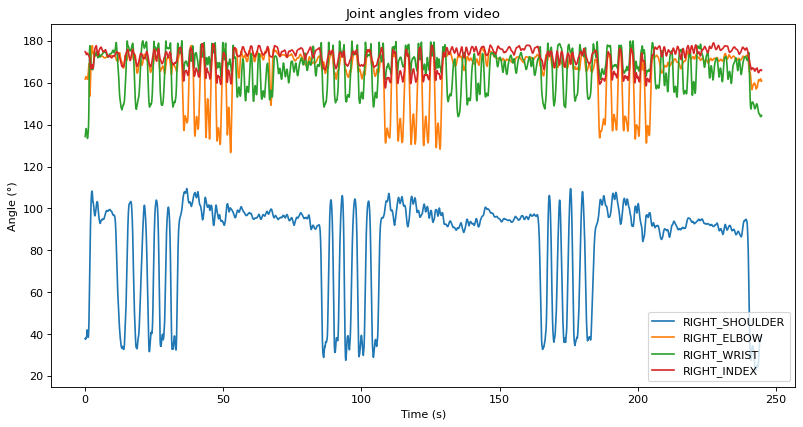 Joint angles from video
Angle (°)
180
160
140
120
100
80
60
40
20
0
50
100
150
200
250
Time (s)
RIGHT_SHOULDER
RIGHT_ELBOW
RIGHT_WRIST
RIGHT_INDEX